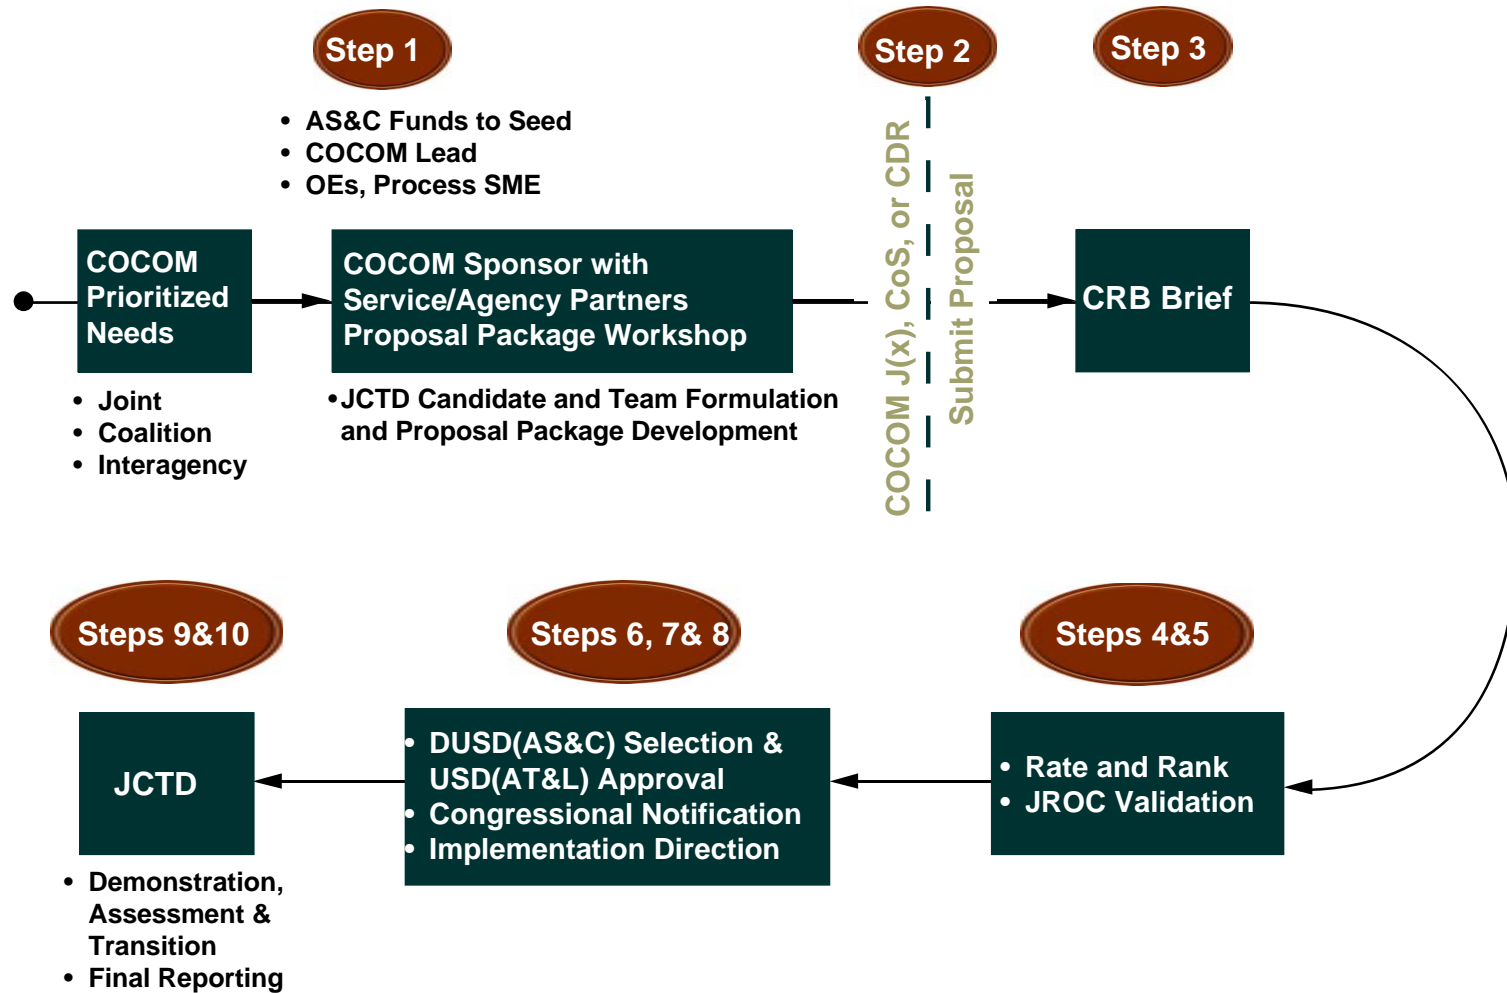 Step 1
• AS&C Funds to Seed
• COCOM Lead
• OEs, Process SME
Step 2
Step 3
COCOM
Prioritized
Needs
• Joint
• Coalition
• Interagency
COCOM Sponsor with
Service/Agency Partners
Proposal Package Workshop
•JCTD Candidate and Team Formulation
and Proposal Package Development
COCOM J(x), CoS, or CDR
Submit Proposal
CRB Brief
Steps 4&5
• Rate and Rank
• JROC Validation
Steps 6, 7& 8
• DUSD(AS&C) Selection &
USD(AT&L) Approval
• Congressional Notification
• Implementation Direction
Steps 9&10
JCTD
• Demonstration,
Assessment &
Transition
• Final Reporting